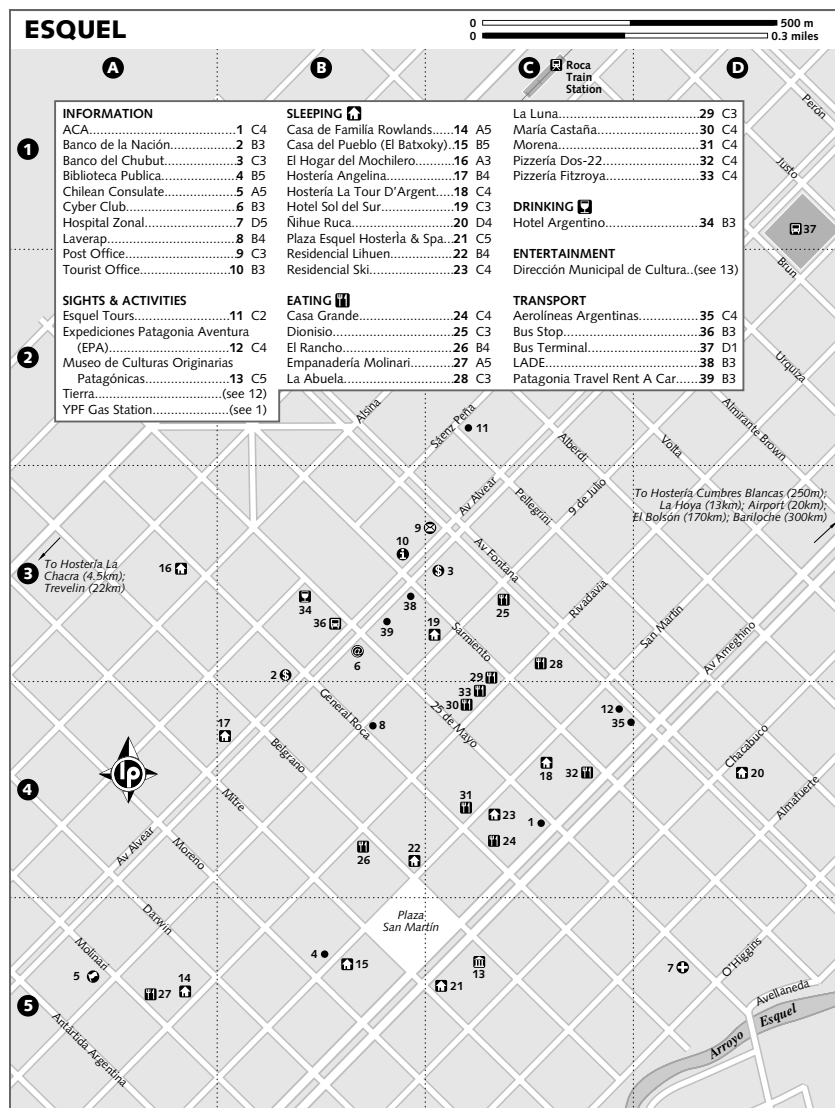 ESQUEL
0 500 m
0 0.3 miles
A B C D
Roca
Train
Station
1
INFORMATION
ACA 1 C4
Banco de la Nación 2 B3
Banco del Chubut 3 C3
Biblioteca Publica 4 B5
Chilean Consulate 5 A5
Cyber Club 6 B3
Hospital Zonal 7 D5
Laverap 8 B4
Post Office 9 C3
Tourist Office 10 B3
SIGHTS & ACTIVITIES
Esquel Tours 11 C2
Expediciones Patagonia Aventura
(EPA) 12 C4
Museo de Culturas Originarias
Patagónicas 13 C5
Tierra (see 12)
YPF Gas Station (see 1)
SLEEPING
Casa de Familía Rowlands 14 A5
Casa del Pueblo (El Batxoky) 15 B5
El Hogar del Mochilero 16 A3
Hostería Angelina 17 B4
Hostería La Tour D'Argent 18 C4
Hotel Sol del Sur 19 C3
Ñihue Ruca 20 D4
Plaza Esquel HosterÌa & Spa 21 C5
Residencial Lihuen 22 B4
Residencial Ski 23 C4
EATING
Casa Grande 24 C4
Dionisio 25 C3
El Rancho 26 B4
Empanadería Molinari 27 A5
La Abuela 28 C3
La Luna 29 C3
María Castaña 30 C4
Morena 31 C4
Pizzería Dos-22 32 C4
Pizzería Fitzroya 33 C4
DRINKING
Hotel Argentino 34 B3
ENTERTAINMENT
Dirección Municipal de Cultura..(see 13)
TRANSPORT
Aerolíneas Argentinas 35 C4
Bus Stop 36 B3
Bus Terminal 37 D1
LADE 38 B3
Patagonia Travel Rent A Car 39 B3
Perón
Justo
37
Brun
2
Urquiza
Almirante Brown
Alsina
Sáenz Peña
11
Alberdi
Volta
Pellegrini
9 de Julio
Av Alvear
To Hostería Cumbres Blancas (250m);
La Hoya (13km); Airport (20km);
El Bolsón (170km); Bariloche (300km)
9
10
Av Fontana
3
To Hostería La
Chacra (4.5km);
Trevelin (22km)
16
3
34
38
25
Rivadavia
San Martín
36
39
19
Sarmiento
Av Ameghino
6
28
2
29
33
30
General Roca
25 de Mayo
12
35
17
8
Belgrano
Chacabuco
lp
18
32
20
4
Mitre
31
23
Almafuerte
1
Av Alvear
Moreno
26
22
24
Darwin
Plaza
San Martín
Molinari
4
15
13
7
O'Higgins
5
14
27
21
5
Avellaneda
Antártida Argentina
Arroyo Esquel